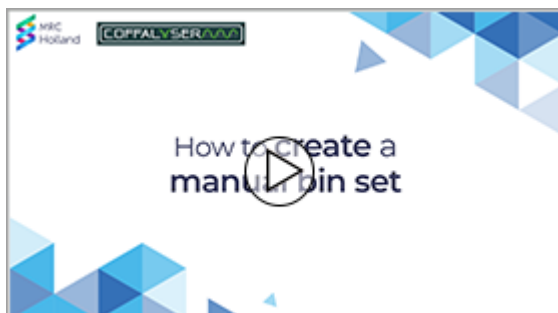 MRC
Holland
COFFALYSER
How to create a
manual bin set